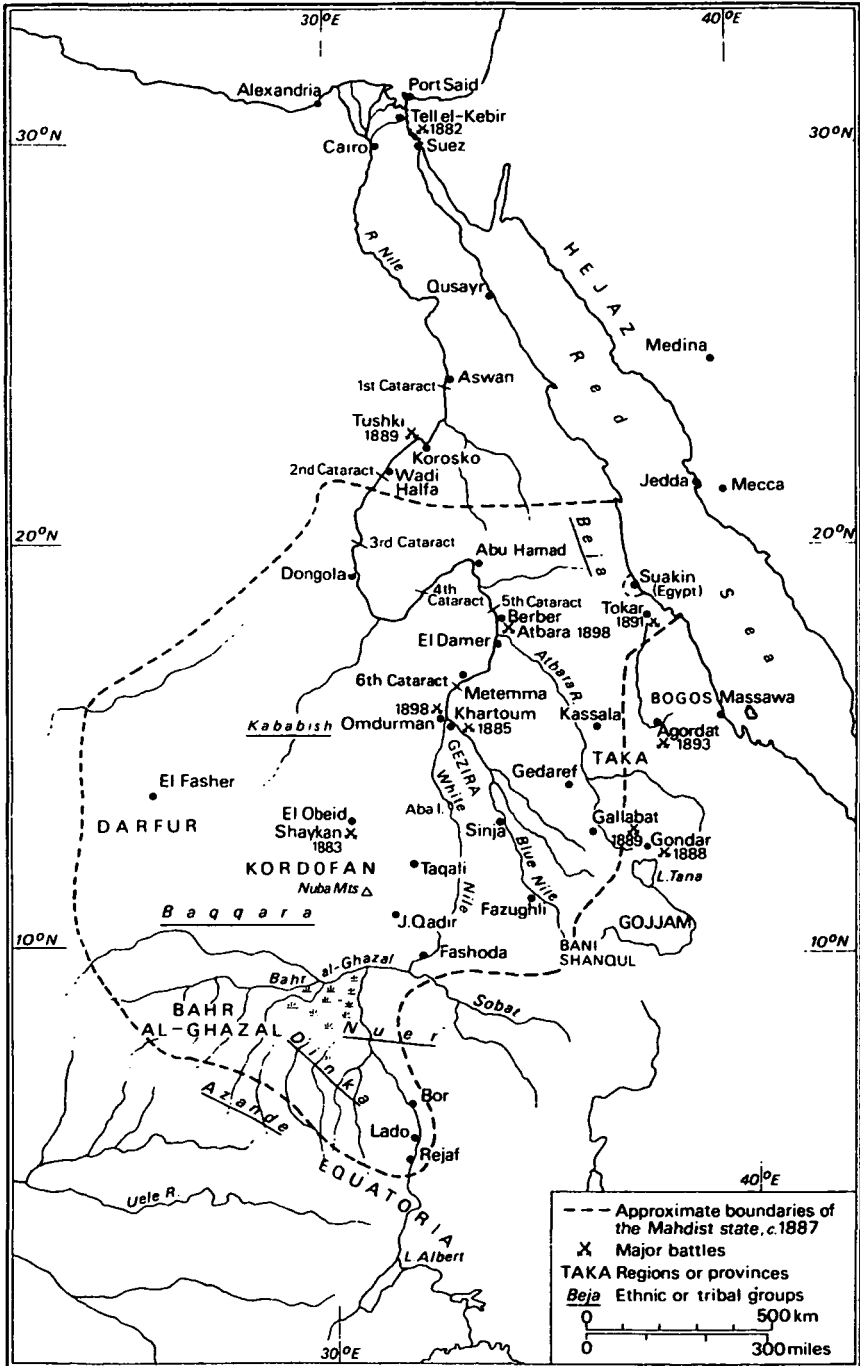 30°E
40°E
Alexandria
Port Said
Tell el-Kebir
1882
30°N
30°N
Cairo
Suez
R Nile
HEJAZ
Qusayr
Medina
Red Sea
Aswan
1st Cataract
Tushki
1889
Korosko
2nd Cataract
Wadi
Halfa
Jedda
Mecca
20°N
20°N
3rd Cataract
Abu Hamad
Beja
Dongola
Suakin
(Egypt)
4th
Cataract
5th Cataract
Berber
Tokar
1891
Atbara 1898
El Damer
Atbara R.
6th Cataract
Metemma
BOGOS
Massawa
1898
Khartoum
Kassala
Kababish
Omdurman
1885
Agordat
1893
GEZIRA
TAKA
El Fasher
White Nile
Gedaref
El Obeid
Aba I.
DARFUR
Shaykan
1883
Sinja
Gallabat
1889
Gondar
1888
KORDOFAN
Taqali
Blue Nile
L.Tana
Nuba Mts
Baqqara
J.Qadir
Fazughli
GOJJAM
10°N
Fashoda
BANI
SHANQUL
10°N
Bahr al-Ghazal
BAHR
AL-GHAZAL
Nuer
Sobat
Dinka
Azande
Bor
Lado
Rejaf
EQUATORIA
40°E
Uele R.
L.Albert
30°E
Approximate boundaries of
the Mahdist state, c.1887
Major battles
TAKA Regions or provinces
Beja Ethnic or tribal groups
0 500 km
0 300 miles